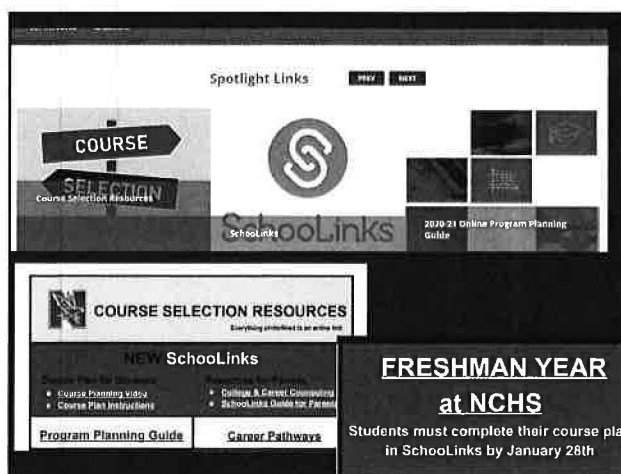 Spotlight Links
PREV NEXT
COURSE
SELECTION
Course Selection Resources
SchooLinks
SchooLinks
2020-21 Online Program Planning
Guide
COURSE SELECTION RESOURCES
Everything underlined is an online link
NEW SchooLinks
Course Planning Video
Course Plan Instructions
College & Career Counseling
SchooLinks Guide for Parents
Program Planning Guide
Career Pathways
FRESHMAN YEAR
at NCHS
Students must complete their course pla
in SchooLinks by January 28th